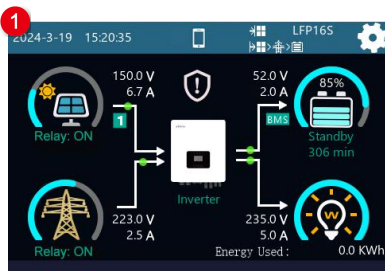 1
2024-3-19 15:20:35
LFP16S
150.0 V
6.7 A
52.0 V
2.0 A
85%
1
BMS
Relay: ON
Standby
306 min
Inverter
223.0 V
2.5 A
235.0 V
5.0 A
W
Relay: ON
Energy Used:
0.0 KWh